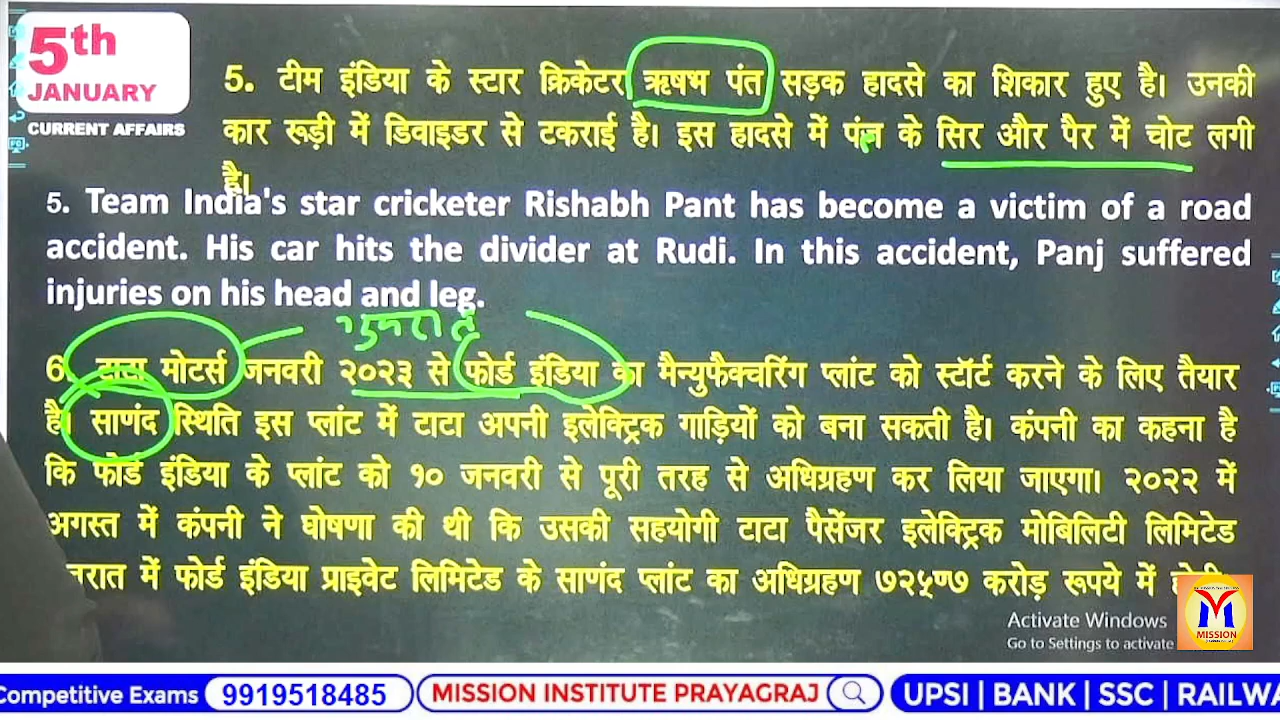 5th
JANUARY
CURRENT AFFAIRS
5. टीम इंडिया के स्टार क्रिकेटर ऋषभ पंत सड़क हादसे का शिकार हुए है। उनकी
कार रूड़ी में डिवाइडर से टकराई है। इस हादसे में के सिर और पैर में चोट लगी
है।
5. Team India's star cricketer Rishabh Pant has become a victim of a road
accident. His car hits the divider at Rudi. In this accident, Panj suffered
injuries on his head and leg.
गुजरात
6. टाटा मोटर्स जनवरी २०२३ से फोर्ड इंडिया का मैन्युफैक्चरिंग प्लांट को स्टॉर्ट करने के लिए तैयार
है। साणंद स्थिति इस प्लांट में टाटा अपनी इलेक्ट्रिक गाड़ियों को बना सकती है। कंपनी का कहना है
कि फोर्ड इंडिया के प्लांट को १० जनवरी से पूरी तरह से अधिग्रहण कर लिया जाएगा। २०२२ में
अगस्त में कंपनी ने घोषणा की थी कि उसकी सहयोगी टाटा पैसेंजर इलेक्ट्रिक मोबिलिटी लिमिटेड
में फोर्ड इंडिया प्राइवेट लिमिटेड के साणंद प्लांट का अधिग्रहण करोड़ रूपये में
Activate Windows
Go to Settings to activate
MISSION
Competitive Exams 9919518485 MISSION INSTITUTE PRAYAGRAJ UPSI | BANK | SSC | RAILWA